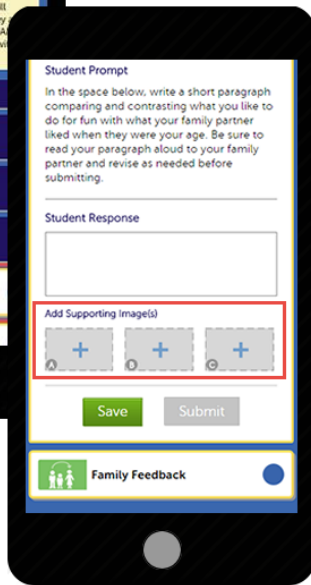 Student Prompt
In the space below, write a short paragraph
comparing and contrasting what you like to
do for fun with what your family partner
liked when they were your age. Be sure to
read your paragraph aloud to your family
partner and revise as needed before
submitting.
Student Response
Add Supporting Image(s)
A B C
Save Submit
Family Feedback